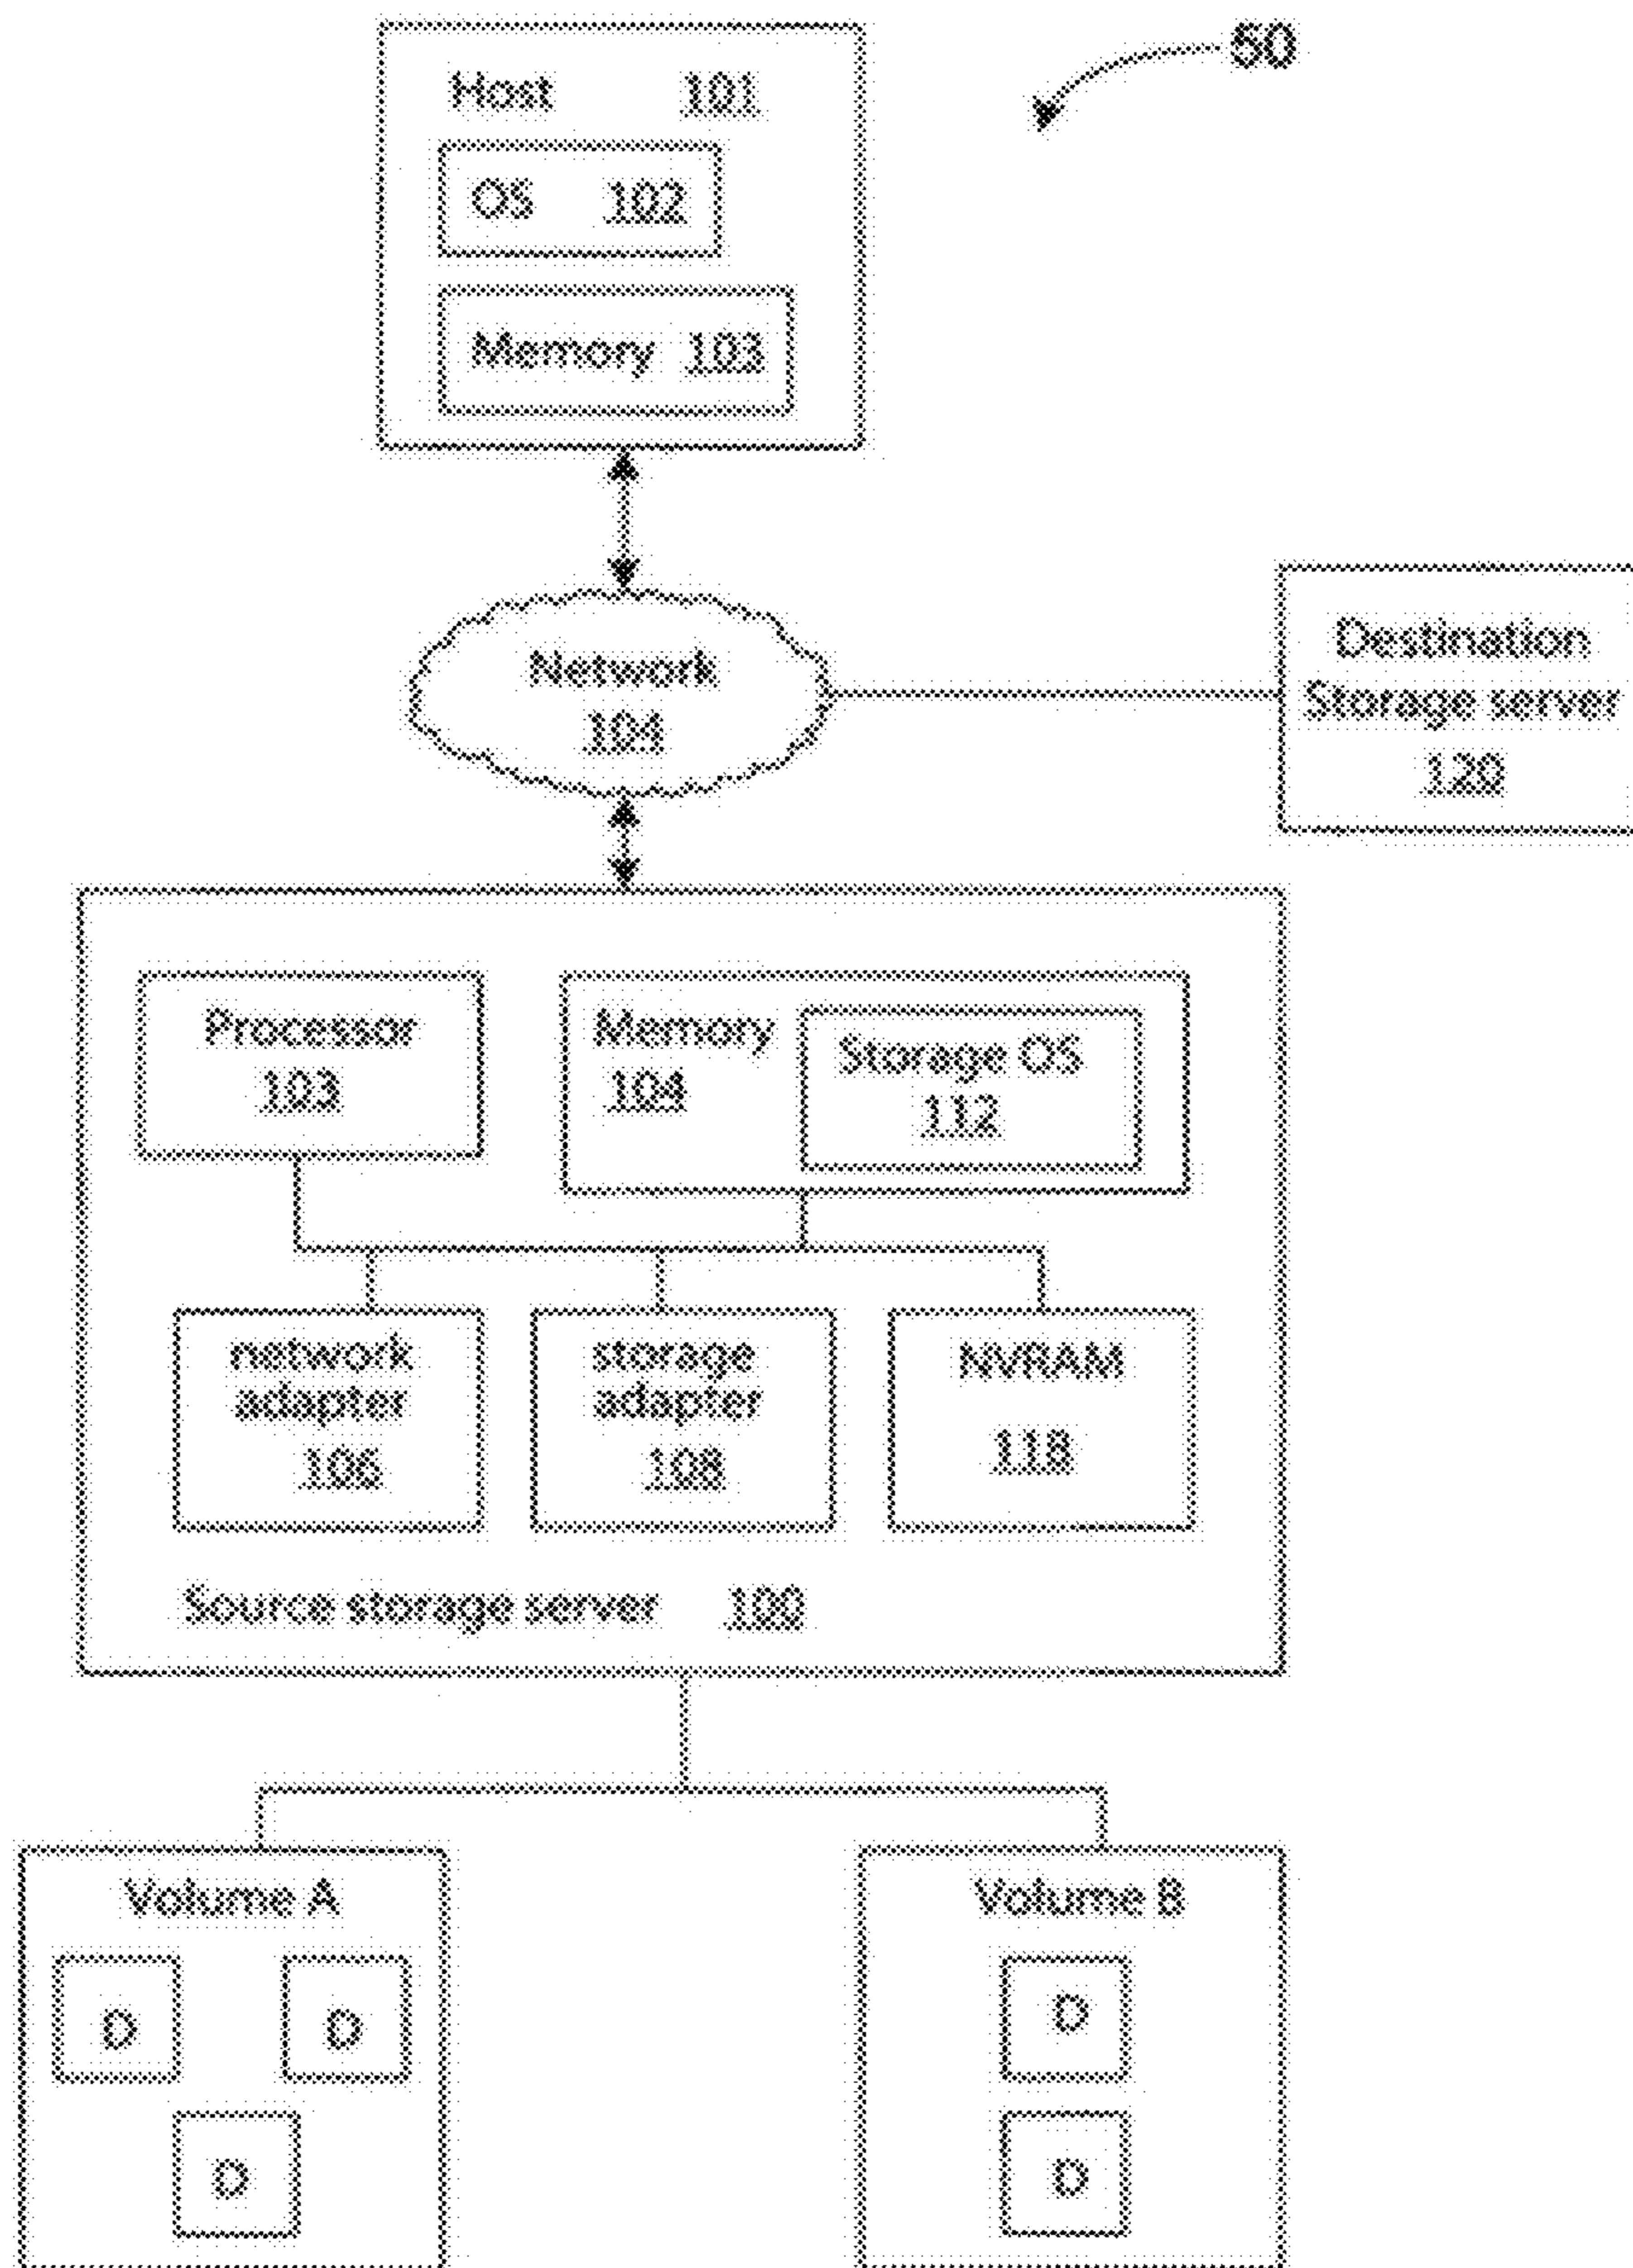 50
Host 101
OS 102
Memory 103
Network
104
Destination
Storage server
120
Processor
103
Memory
104
Storage OS
112
network
adapter
106
storage
adapter
108
NVRAM
118
Source storage server 100
Volume A
D
D
D
Volume B
D
D